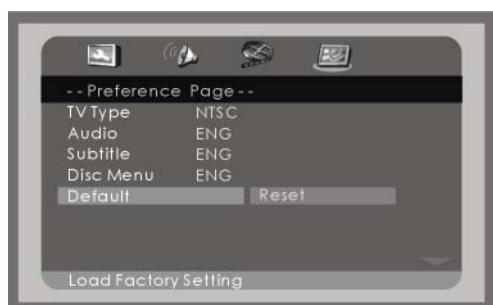 -- Preference Page --
TV Type NTSC
Audio ENG
Subtitle ENG
Disc Menu ENG
Default Reset
Load Factory Setting